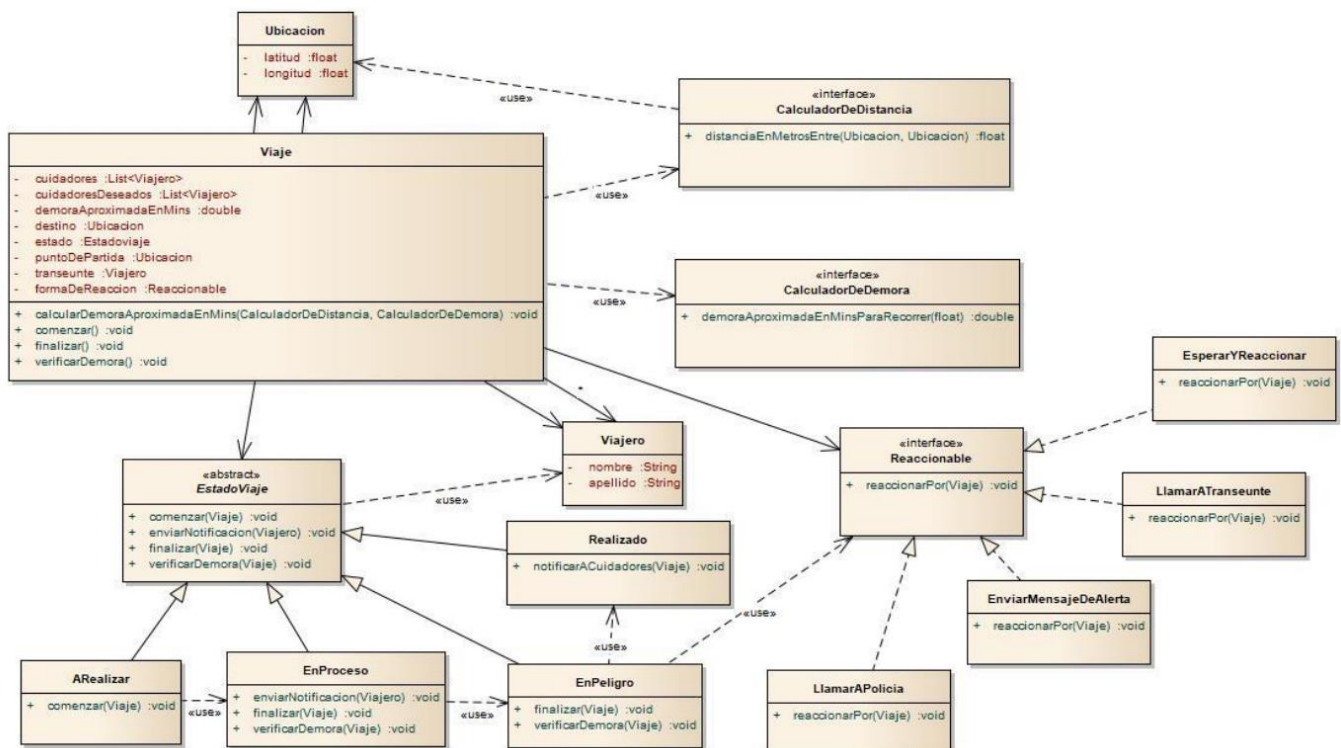 Ubicacion
- latitud :float
- longitud :float
«use»
«interface»
CalculadorDeDistancia
+ distanciaEnMetrosEntre(Ubicacion, Ubicacion) :float
Viaje
- cuidadores :List<Viajero>
- cuidadoresDeseados :List<Viajero>
- demoraAproximadaEnMins :double
- destino :Ubicacion
- estado :Estadoviaje
- puntoDePartida :Ubicacion
- transeunte :Viajero
- formaDeReaccion :Reaccionable
+ calcularDemoraAproximadaEnMins(CalculadorDeDistancia, CalculadorDeDemora) :void
+ comenzar() :void
+ finalizar() :void
+ verificarDemora() :void
«use»
«use»
«interface»
CalculadorDeDemora
+ demoraAproximadaEnMinsParaRecorrer(float) :double
*
EsperarYReaccionar
+ reaccionarPor(Viaje) :void
Viajero
- nombre :String
- apellido :String
«interface»
Reaccionable
+ reaccionarPor(Viaje) :void
«abstract»
EstadoViaje
+ comenzar(Viaje) :void
+ enviarNotificacion(Viajero) :void
+ finalizar(Viaje) :void
+ verificarDemora(Viaje) :void
«use»
LlamarATranseunte
+ reaccionarPor(Viaje) :void
Realizado
+ notificarACuidadores(Viaje) :void
EnviarMensajeDeAlerta
+ reaccionarPor(Viaje) :void
«use»
«use»
ARealizar
+ comenzar(Viaje) :void
«use»
EnProceso
+ enviarNotificacion(Viajero) :void
+ finalizar(Viaje) :void
+ verificarDemora(Viaje) :void
«use»
EnPeligro
+ finalizar(Viaje) :void
+ verificarDemora(Viaje) :void
LlamarAPolicia
+ reaccionarPor(Viaje) :void